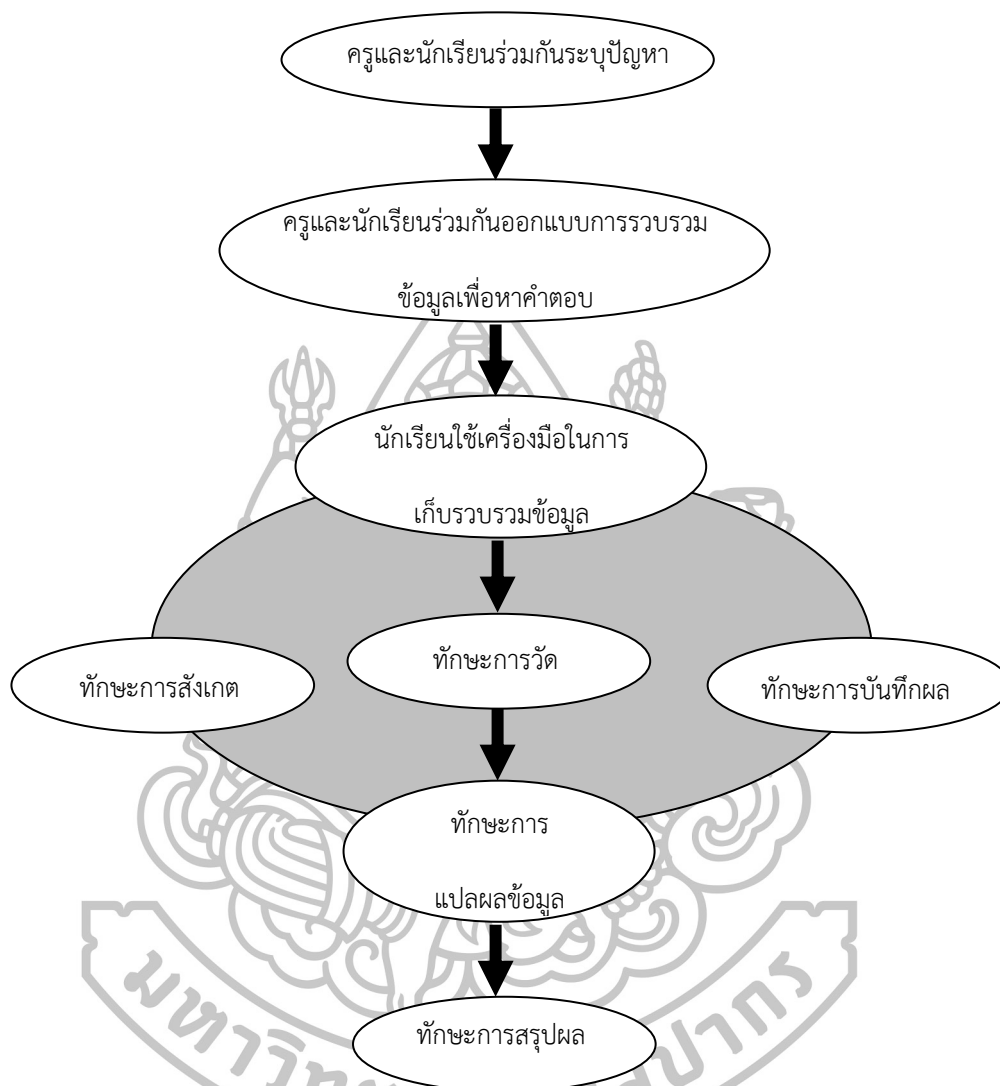 ครูและนักเรียนร่วมกันระบุปัญหา
ครูและนักเรียนร่วมกันออกแบบการรวบรวม
ข้อมูลเพื่อหาคำตอบ
นักเรียนใช้เครื่องมือในการ
เก็บรวบรวมข้อมูล
ทักษะการสังเกต
ทักษะการวัด
ทักษะการบันทึกผล
ทักษะการ
แปลผลข้อมูล
ทักษะการสรุปผล